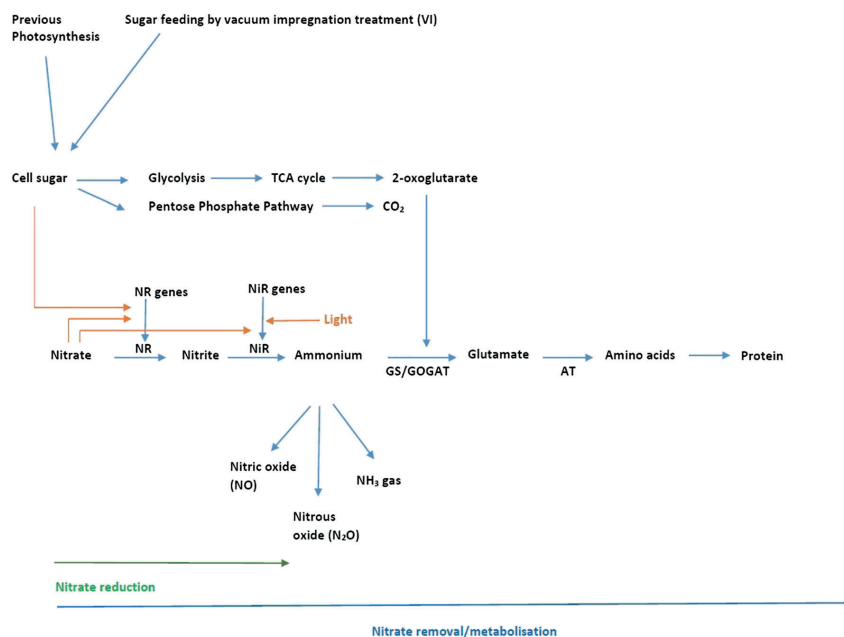 Previous
Photosynthesis
Sugar feeding by vacuum impregnation treatment (VI)
Cell sugar
Glycolysis
TCA cycle
2-oxoglutarate
Pentose Phosphate Pathway
CO₂
NR genes
NiR genes
Light
Nitrate
NR
Nitrite
NiR
Ammonium
GS/GOGAT
Glutamate
AT
Amino acids
Protein
Nitric oxide
(NO)
NH₃ gas
Nitrous
oxide (N₂O)
Nitrate reduction
Nitrate removal/metabolisation